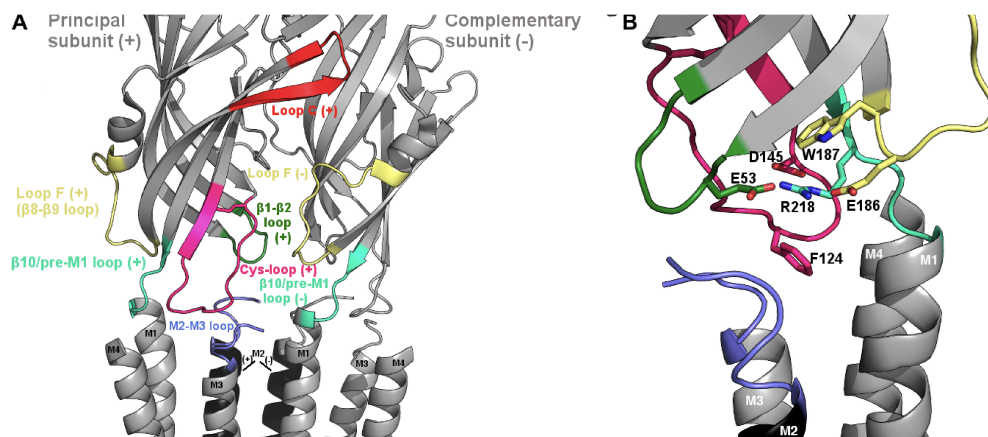 A
Principal
subunit (+)
Complementary
subunit (-)
Loop C (+)
Loop F (-)
Loop F (+)
(β8-β9 loop)
β1-β2
loop
(+)
β10/pre-M1 loop (+)
Cys-loop (+)
β10/pre-M1
loop (-)
M2-M3 loop
M1
M4
(+)
M2
(-)
M3
M1
M3
M4
B
D145
W187
E53
R218
E186
F124
M4
M1
M3
M2